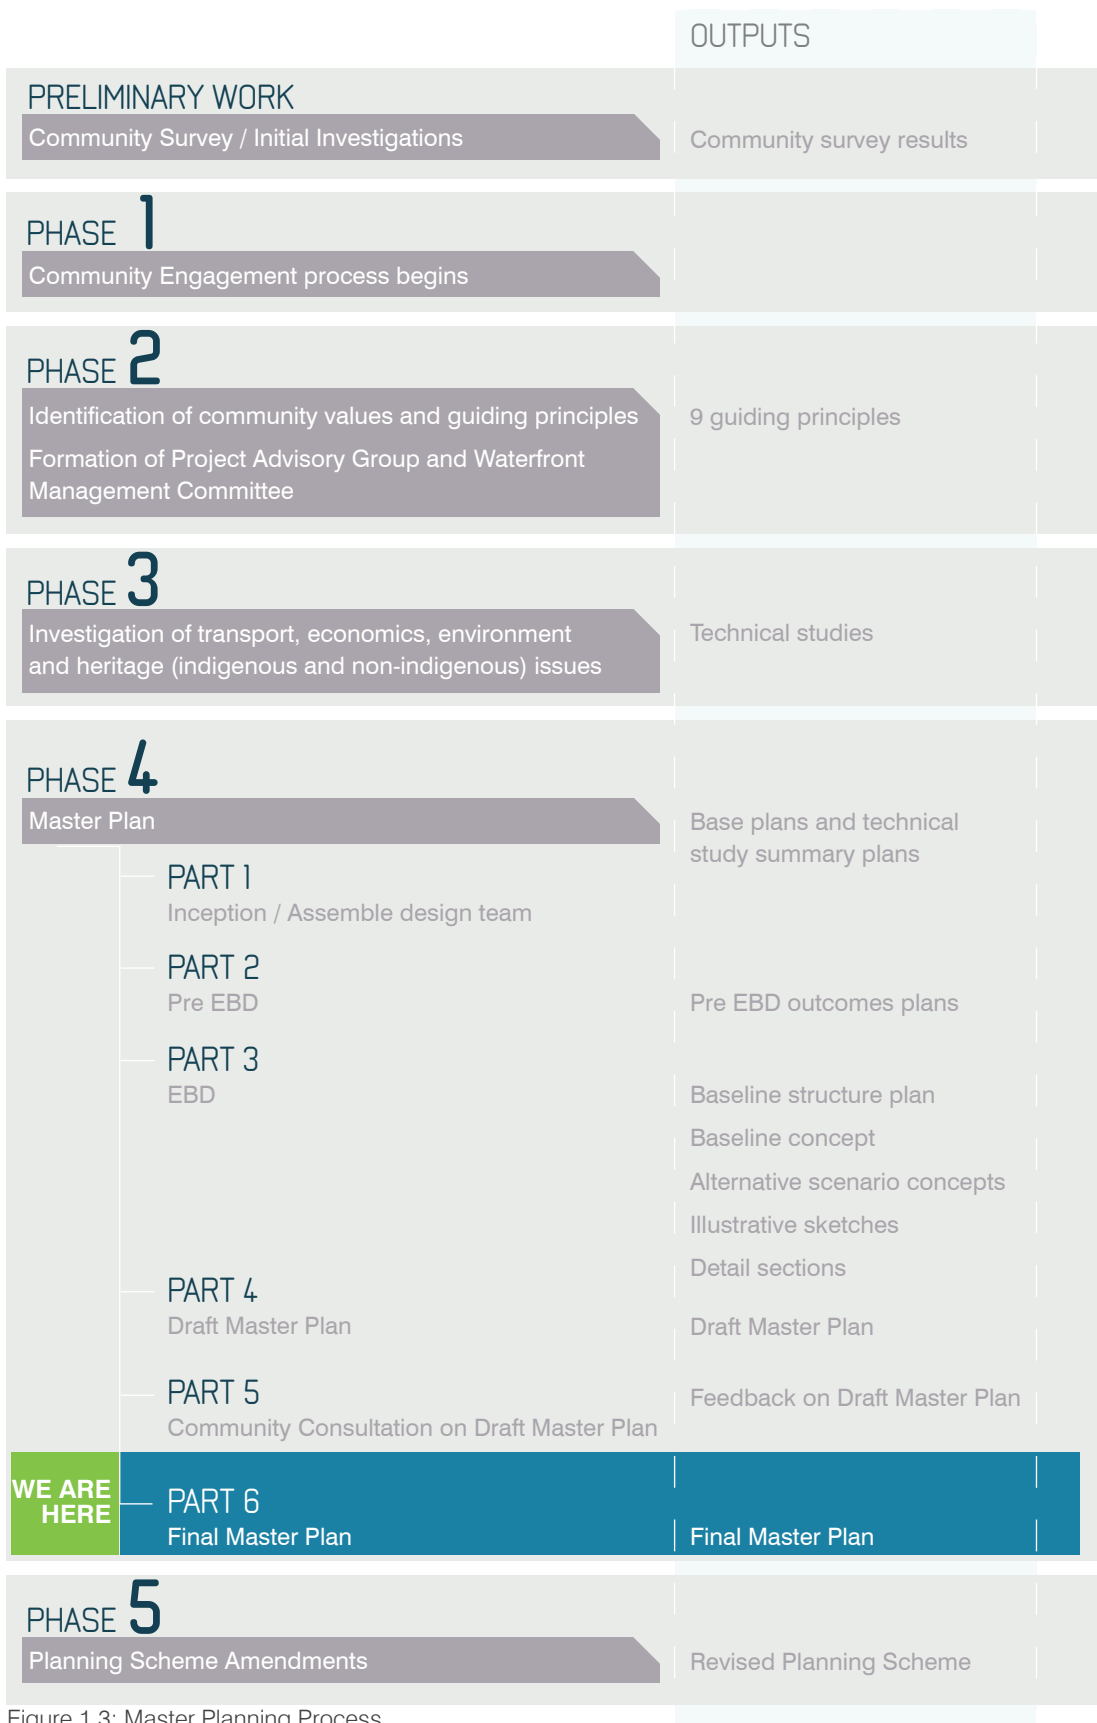 OUTPUTS
PRELIMINARY WORK
Community Survey / Initial Investigations
Community survey results
PHASE 1
Community Engagement process begins
PHASE 2
Identification of community values and guiding principles
9 guiding principles
Formation of Project Advisory Group and Waterfront
Management Committee
PHASE 3
Investigation of transport, economics, environment
and heritage (indigenous and non-indigenous) issues
Technical studies
PHASE 4
Master Plan
Base plans and technical
study summary plans
PART 1
Inception / Assemble design team
PART 2
Pre EBD
Pre EBD outcomes plans
PART 3
EBD
Baseline structure plan
Baseline concept
Alternative scenario concepts
Illustrative sketches
Detail sections
PART 4
Draft Master Plan
Draft Master Plan
PART 5
Community Consultation on Draft Master Plan
Feedback on Draft Master Plan
WE ARE
HERE
PART 6
Final Master Plan
Final Master Plan
PHASE 5
Planning Scheme Amendments
Revised Planning Scheme
Figure 1.3: Master Planning Process